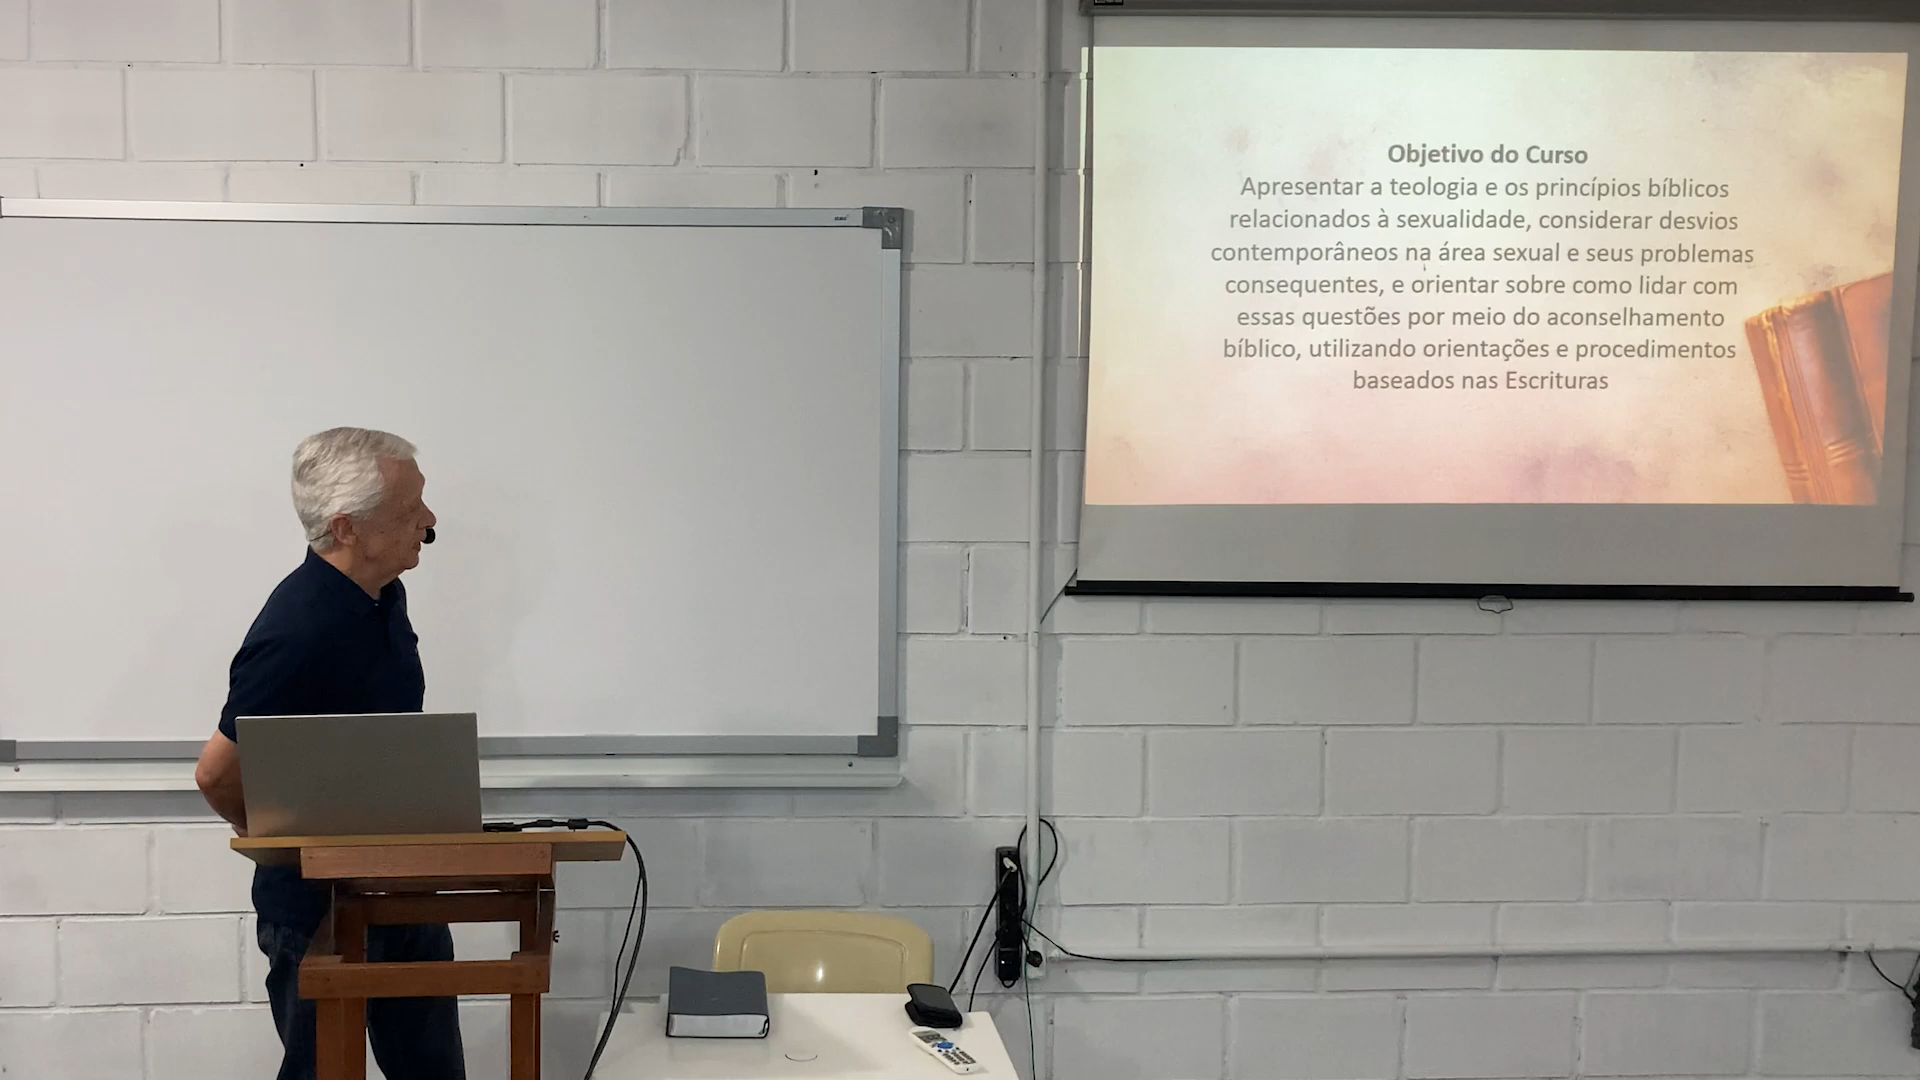 Objetivo do Curso
Apresentar a teologia e os princípios bíblicos
relacionados à sexualidade, considerar desvios
contemporâneos na área sexual e seus problemas
consequentes, e orientar sobre como lidar com
essas questões por meio do aconselhamento
bíblico, utilizando orientações e procedimentos
baseados nas Escrituras